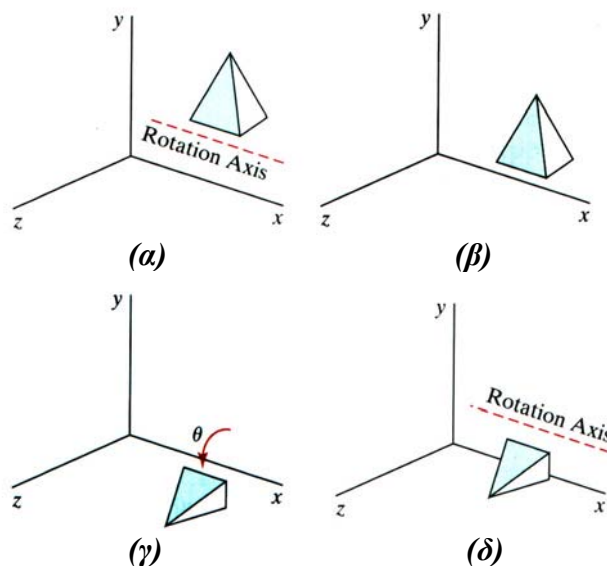 y
Rotation Axis
z
x
(α)
y
z
x
(β)
y
θ
z
x
(γ)
y
Rotation Axis
z
x
(δ)